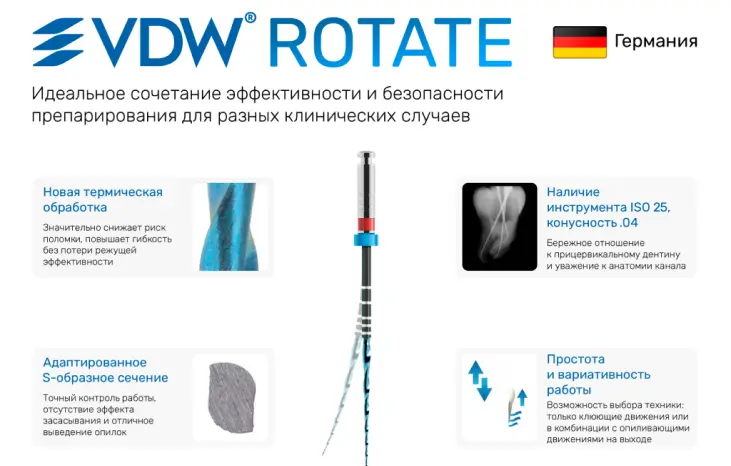 VDW® ROTATE
Германия
Идеальное сочетание эффективности и безопасности
препарирования для разных клинических случаев
Новая термическая
обработка
Значительно снижает риск
поломки, повышает гибкость
без потери режущей
эффективности
Наличие
инструмента ISO 25,
конусность .04
Бережное отношение
к прицервикальному дентину
и уважение к анатомии канала
Адаптированное
S-образное сечение
Точный контроль работы,
отсутствие эффекта
засасывания и отличное
выведение опилок
Простота
и вариативность
работы
Возможность выбора техники:
только клюющие движения или
в комбинации с опиливающими
движениями на выходе